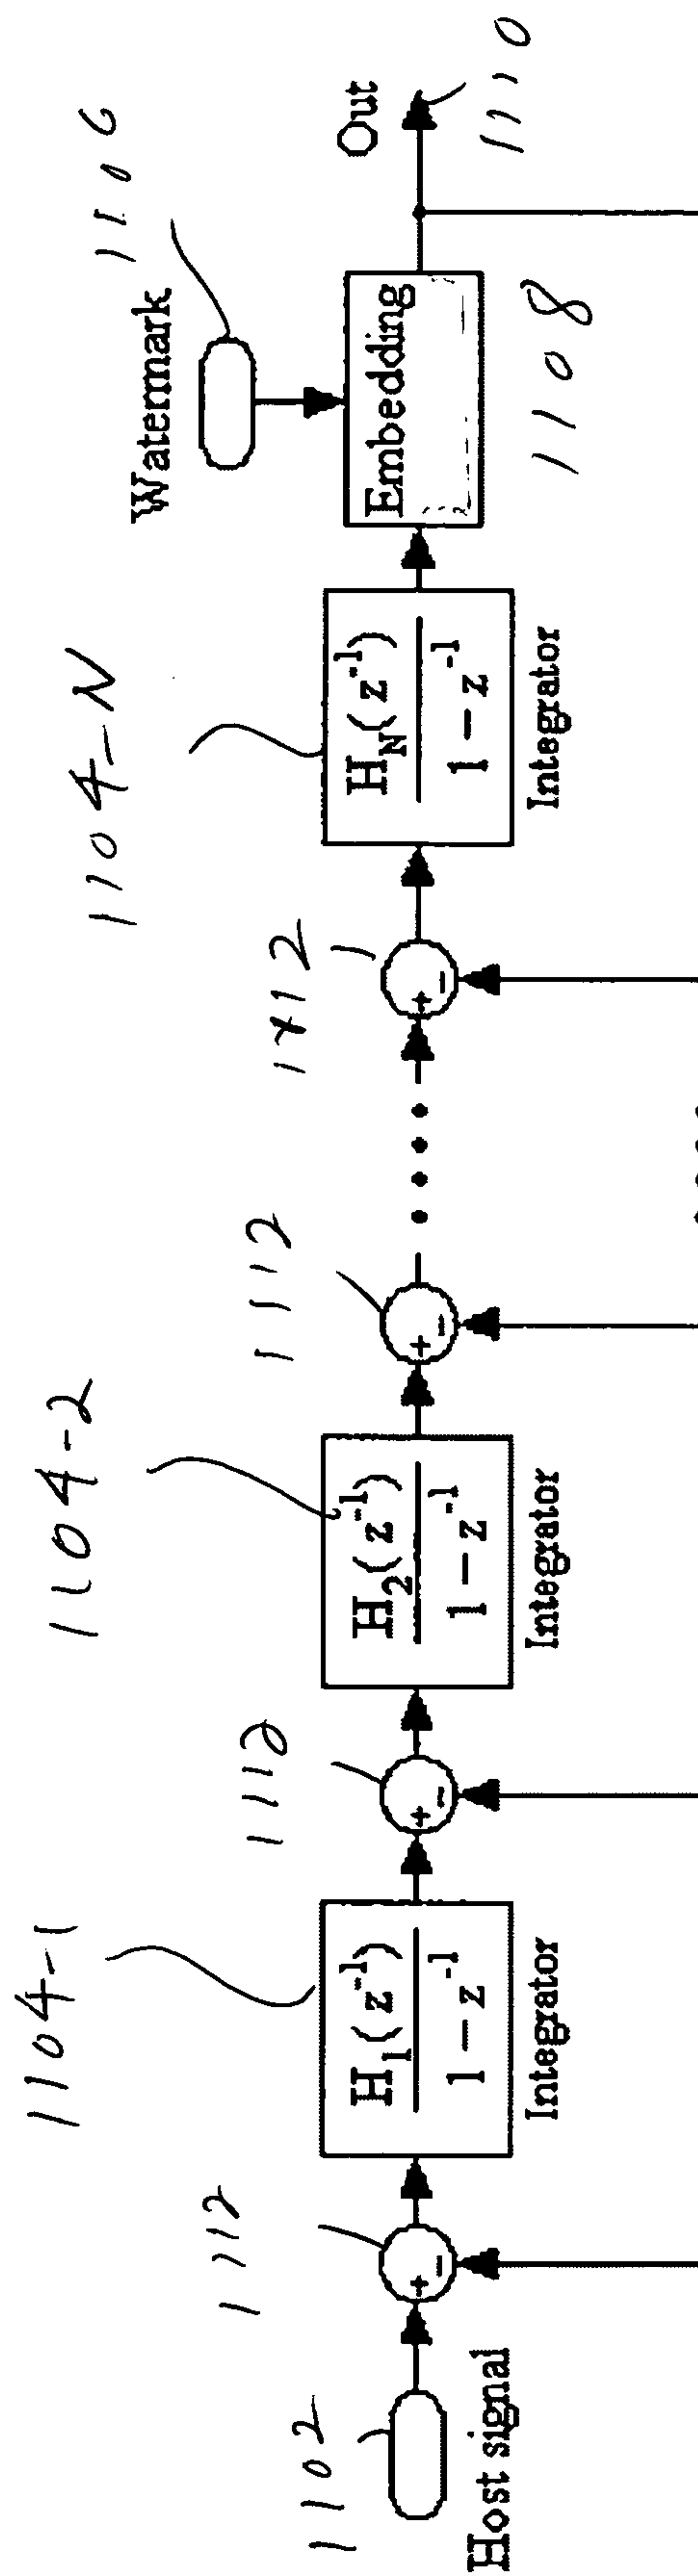 1102
Host signal
1112
+
−
1104-1
H₁(z⁻¹)
1 − z⁻¹
Integrator
1112
+
−
1104-2
H₂(z⁻¹)
1 − z⁻¹
Integrator
1112
+
−
. . . .
1112
+
−
1104-N
H_N(z⁻¹)
1 − z⁻¹
Integrator
1106
Watermark
Embedding
1108
Out
1110